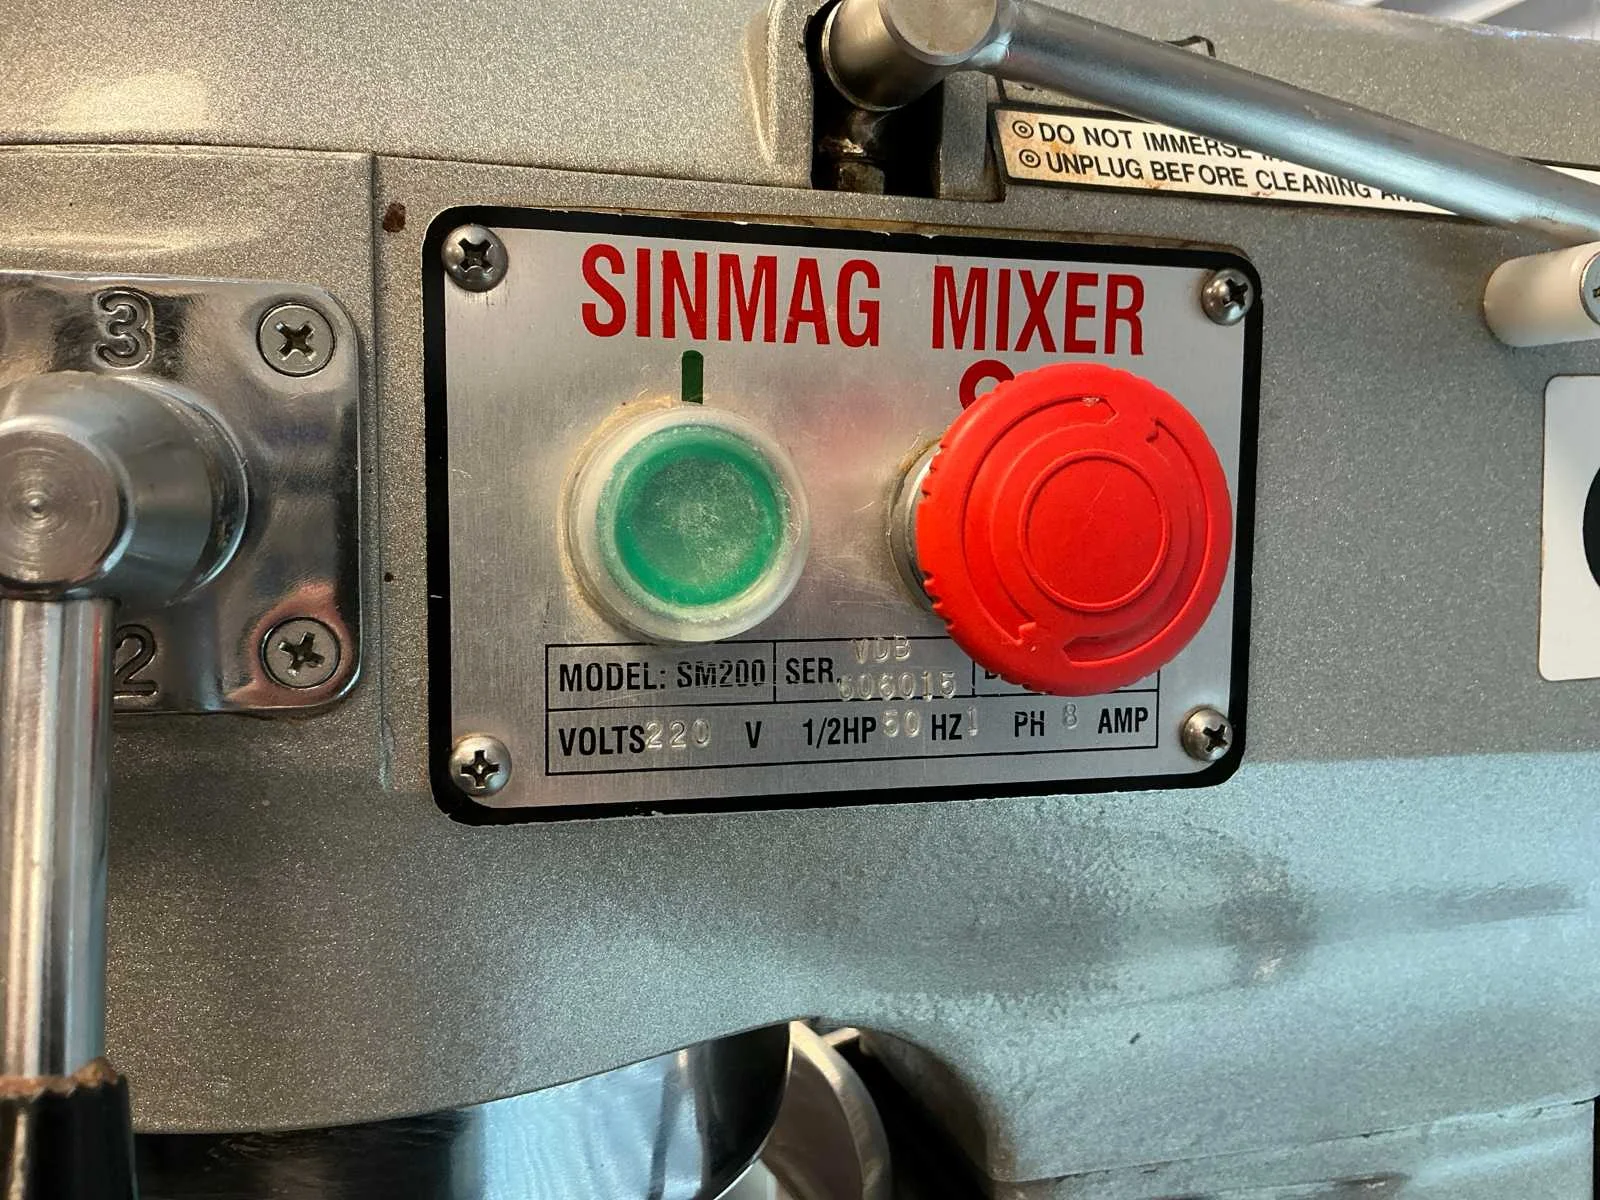 3
2
DO NOT IMMERSE
UNPLUG BEFORE CLEANING
SINMAG MIXER
MODEL: SM200 SER. VDB
606015
VOLTS 220 V 1/2HP 50 HZ 1 PH 8 AMP